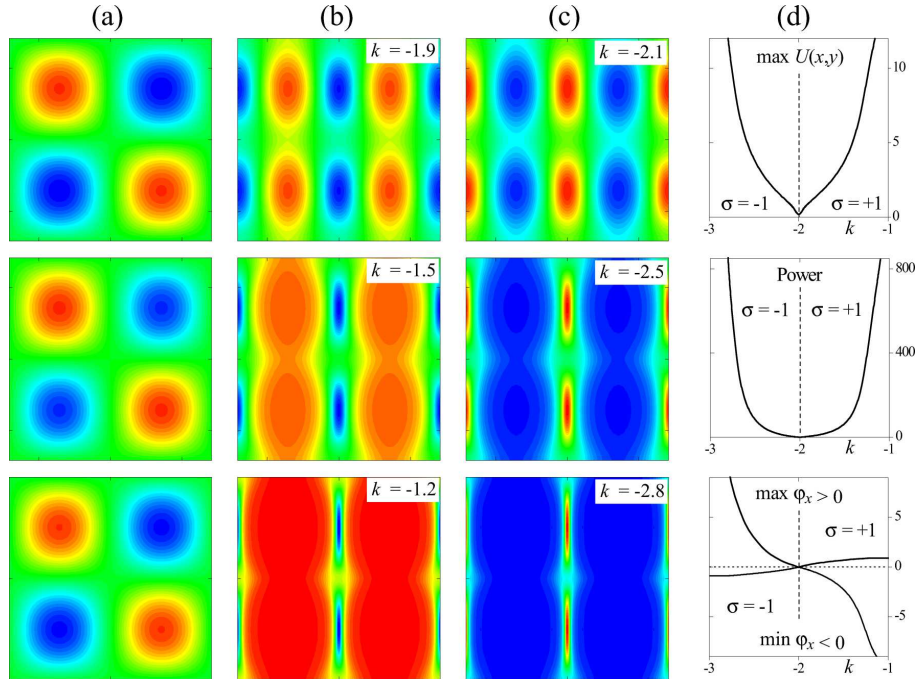 (a) (b) (c) (d)
k = -1.9
k = -2.1
max U(x,y)
10
5
0
σ = -1
σ = +1
-3 -2 k -1
k = -1.5
k = -2.5
Power
800
σ = -1
σ = +1
400
0
-3 -2 k -1
k = -1.2
k = -2.8
max φx > 0
5
σ = +1
0
σ = -1
-5
min φx < 0
-3 -2 k -1